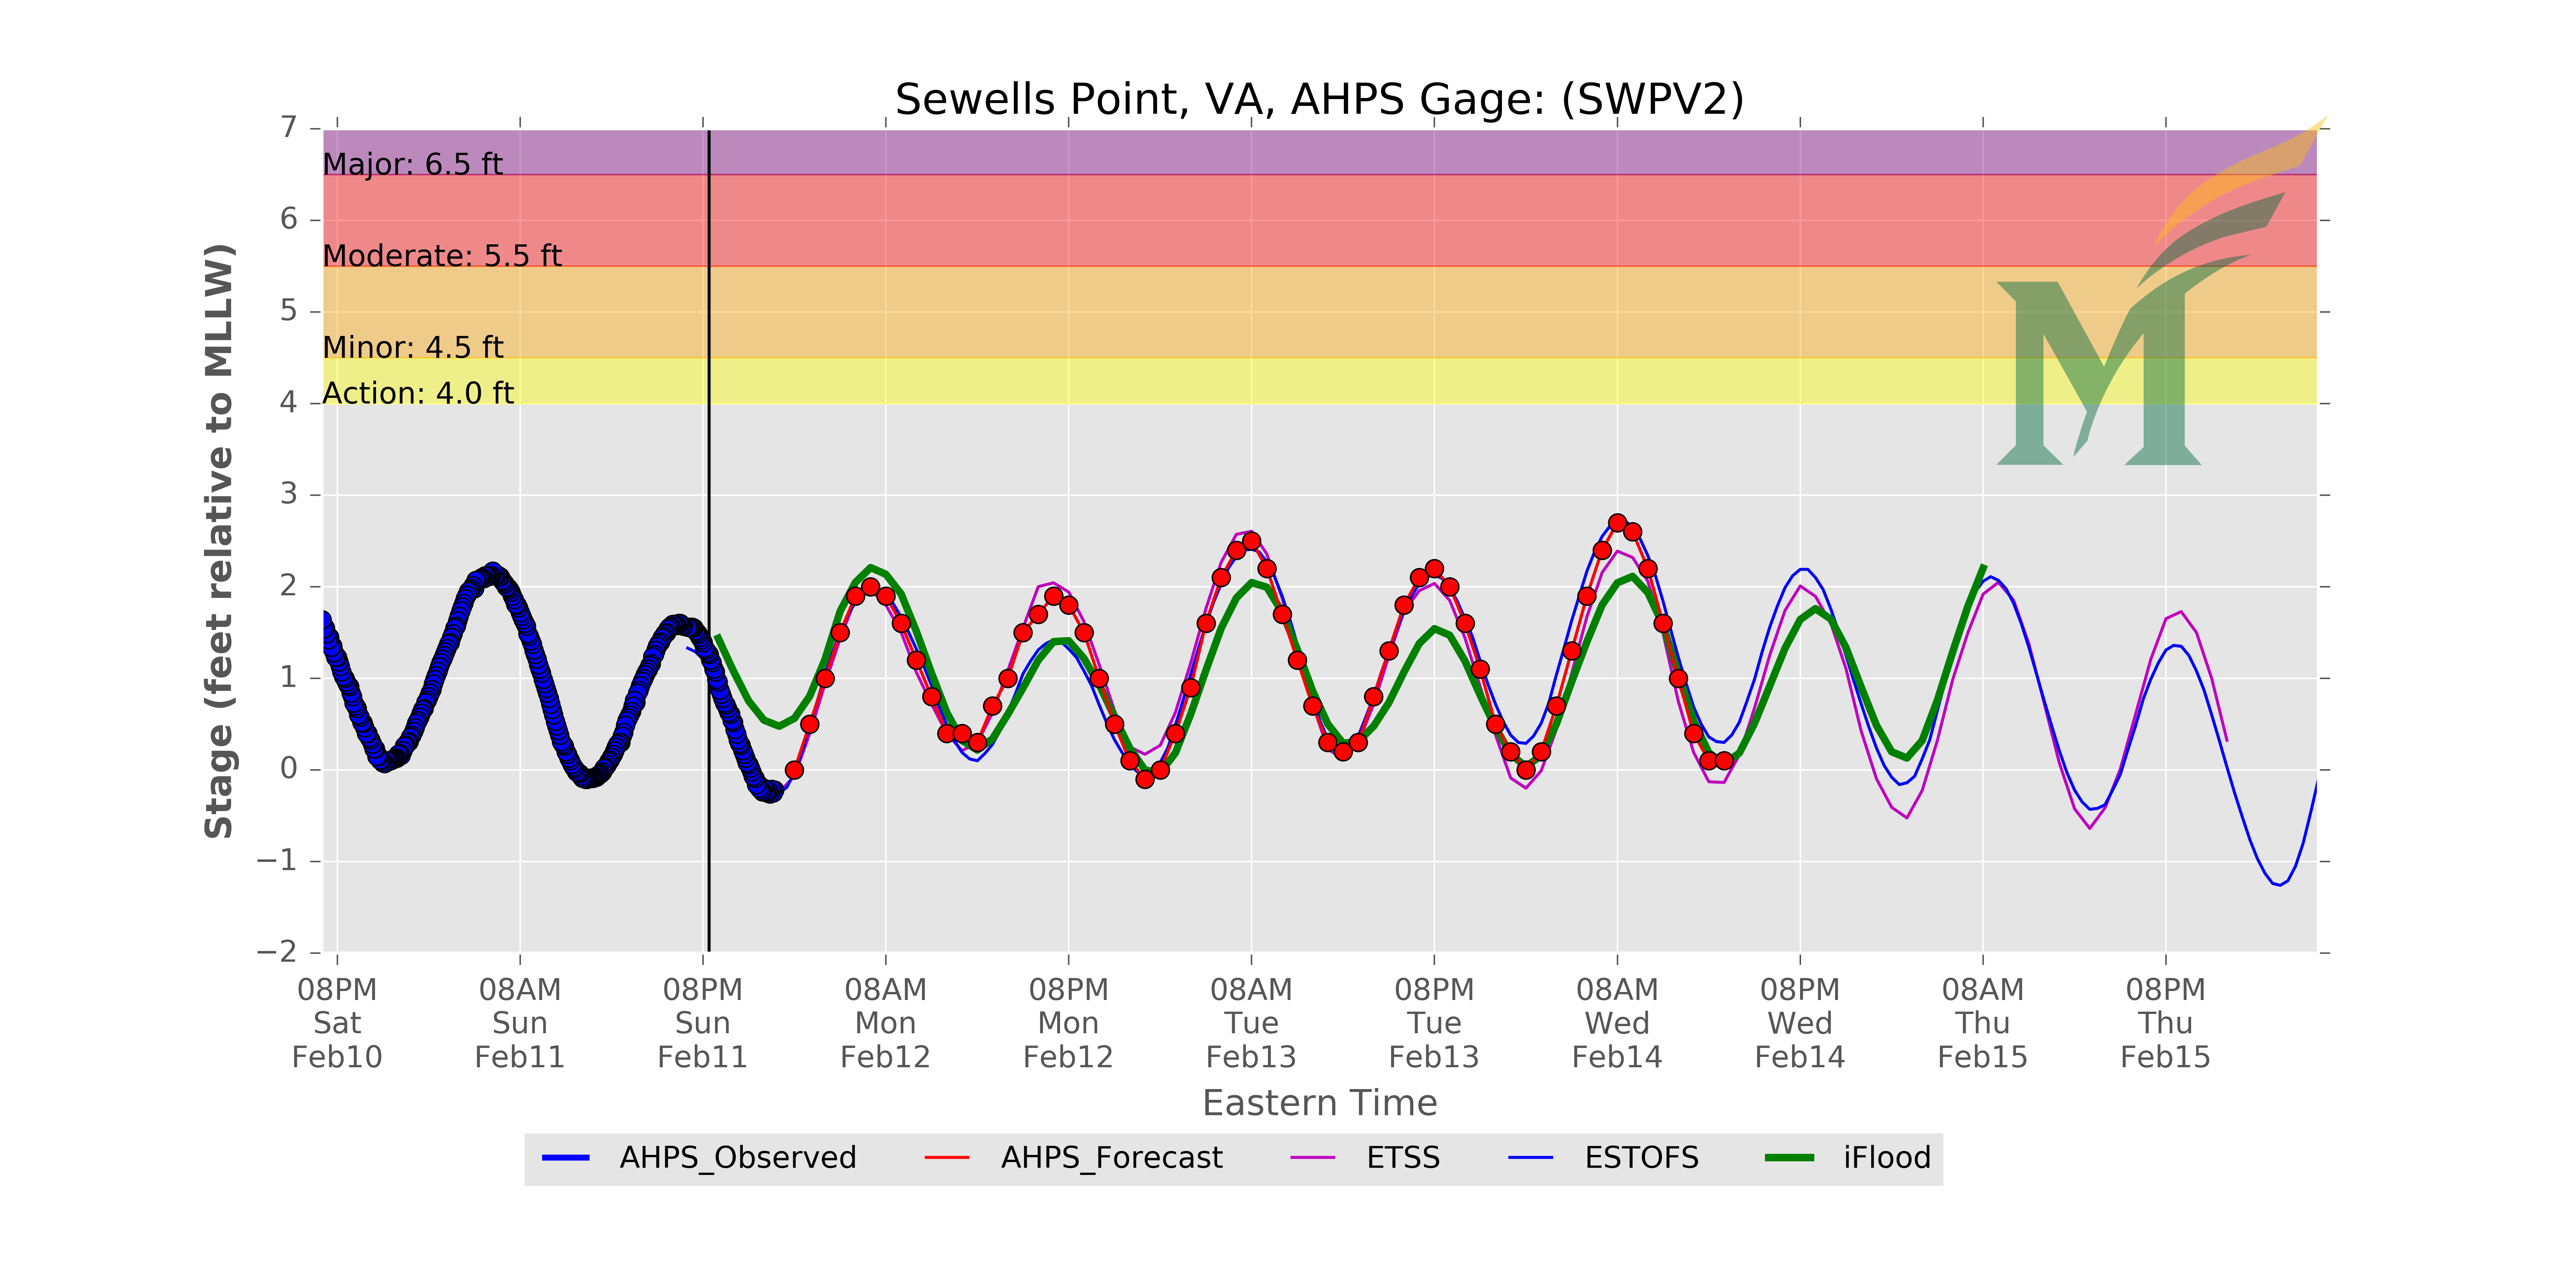 Sewells Point, VA, AHPS Gage: (SWPV2)
Stage (feet relative to MLLW)
7
6
5
4
3
2
1
0
−1
−2
Major: 6.5 ft
Moderate: 5.5 ft
Minor: 4.5 ft
Action: 4.0 ft
M
08PM 08AM 08PM 08AM 08PM 08AM 08PM 08AM 08PM 08AM 08PM
Sat Sun Sun Mon Mon Tue Tue Wed Wed Thu Thu
Feb10 Feb11 Feb11 Feb12 Feb12 Feb13 Feb13 Feb14 Feb14 Feb15 Feb15
Eastern Time
AHPS_Observed AHPS_Forecast ETSS ESTOFS iFlood